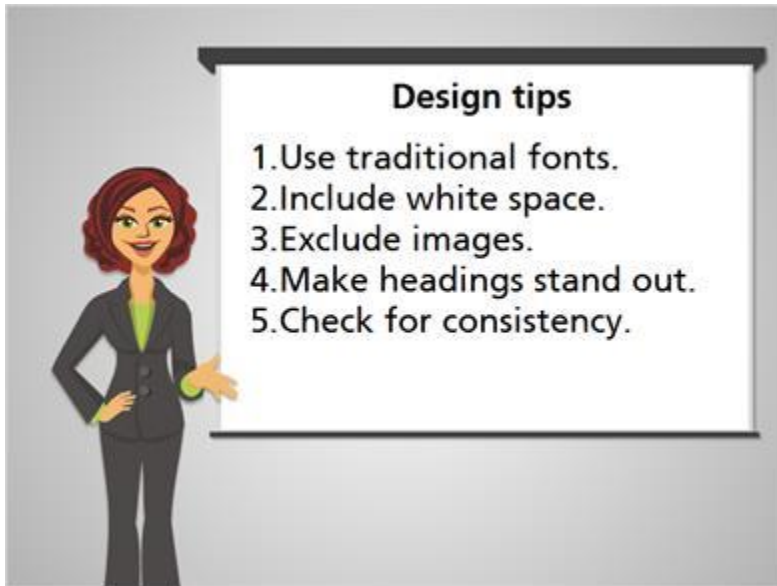 Design tips
1.Use traditional fonts.
2.Include white space.
3.Exclude images.
4.Make headings stand out.
5.Check for consistency.